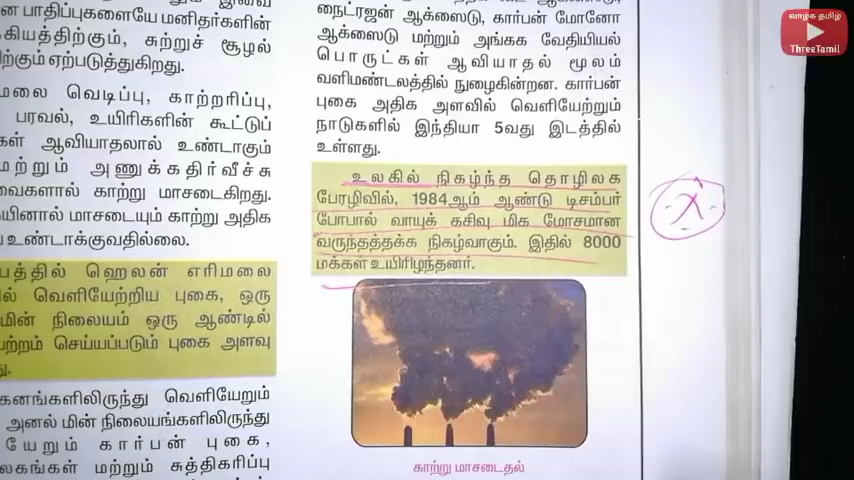 ன பாதிப்புகளையே மனிதர்களின்
கியத்திற்கும், சுற்றுச் சூழல்
ிற்கும் ஏற்படுத்துகிறது.
மலை வெடிப்பு, காற்றரிப்பு,
பரவல், உயிரிகளின் கூட்டுப்
கள் ஆவியாதலால் உண்டாகும்
மற்றும் அணுக்கதிர்வீச்சு
வைகளால் காற்று மாசடைகிறது.
யினால் மாசடையும் காற்று அதிக
பு உண்டாக்குவதில்லை.
பத்தில் ஹெலன் எரிமலை
ில் வெளியேற்றிய புகை, ஒரு
மின் நிலையம் ஒரு ஆண்டில்
பற்றம் செய்யப்படும் புகை அளவு
து.
கனங்களிலிருந்து வெளியேறும்
அனல் மின் நிலையங்களிலிருந்து
யேறும் கார்பன் புகை,
லகங்கள் மற்றும் சுத்திகரிப்பு
நைட்ரஜன் ஆக்ஸைடு, கார்பன் மோனோ
ஆக்ஸைடு மற்றும் அங்கக வேதியியல்
பொருட்கள் ஆவியாதல் மூலம்
வளிமண்டலத்தில் நுழைகின்றன. கார்பன்
புகை அதிக அளவில் வெளியேற்றும்
நாடுகளில் இந்தியா 5வது இடத்தில்
உள்ளது.
உலகில் நிகழ்ந்த தொழிலக
பேரழிவில், 1984ஆம் ஆண்டு டிசம்பர்
போபால் வாயுக் கசிவு மிக மோசமான
வருந்தத்தக்க நிகழ்வாகும். இதில் 8000
மக்கள் உயிரிழந்தனர்.
காற்று மாசடைதல்
வாழ்க தமிழ்
ThreeTamil